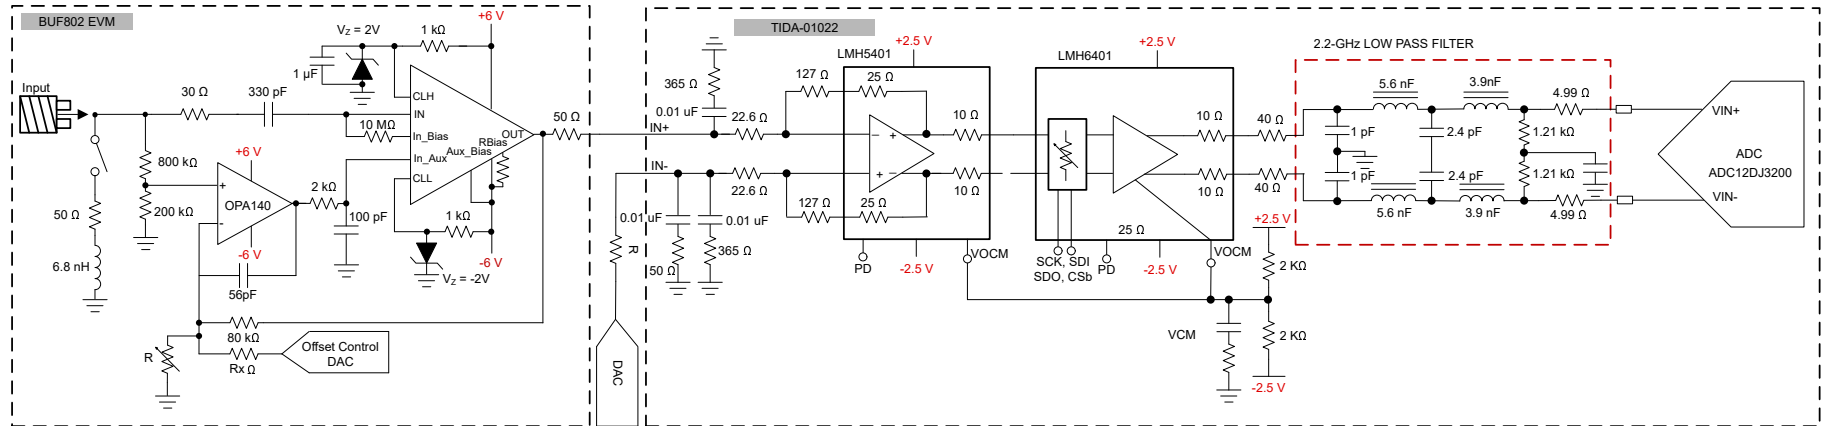 BUF802 EVM
Input
30 Ω
330 pF
V_Z = 2V
1 kΩ
+6 V
1 µF
CLH
IN
10 MΩ
In_Bias
OUT
RBias
Aux_Bias
In_Aux
CLL
50 Ω
800 kΩ
200 kΩ
+6 V
+
-
OPA140
-6 V
2 kΩ
100 pF
1 kΩ
-6 V
V_Z = -2V
50 Ω
6.8 nH
56pF
80 kΩ
R
Rx Ω
Offset Control
DAC
DAC
R
TIDA-01022
IN+
IN-
365 Ω
0.01 uF
22.6 Ω
22.6 Ω
0.01 uF
0.01 uF
50 Ω
365 Ω
LMH5401
+2.5 V
127 Ω
25 Ω
127 Ω
25 Ω
−
+
+
−
10 Ω
10 Ω
PD
-2.5 V
VOCM
LMH6401
+2.5 V
10 Ω
10 Ω
25 Ω
SCK, SDI
SDO, CSb
PD
-2.5 V
VOCM
40 Ω
40 Ω
+2.5 V
2 KΩ
2 KΩ
-2.5 V
VCM
2.2-GHz LOW PASS FILTER
5.6 nF
3.9nF
4.99 Ω
1 pF
1 pF
2.4 pF
2.4 pF
1.21 kΩ
1.21 kΩ
5.6 nF
3.9 nF
4.99 Ω
VIN+
ADC
ADC12DJ3200
VIN-